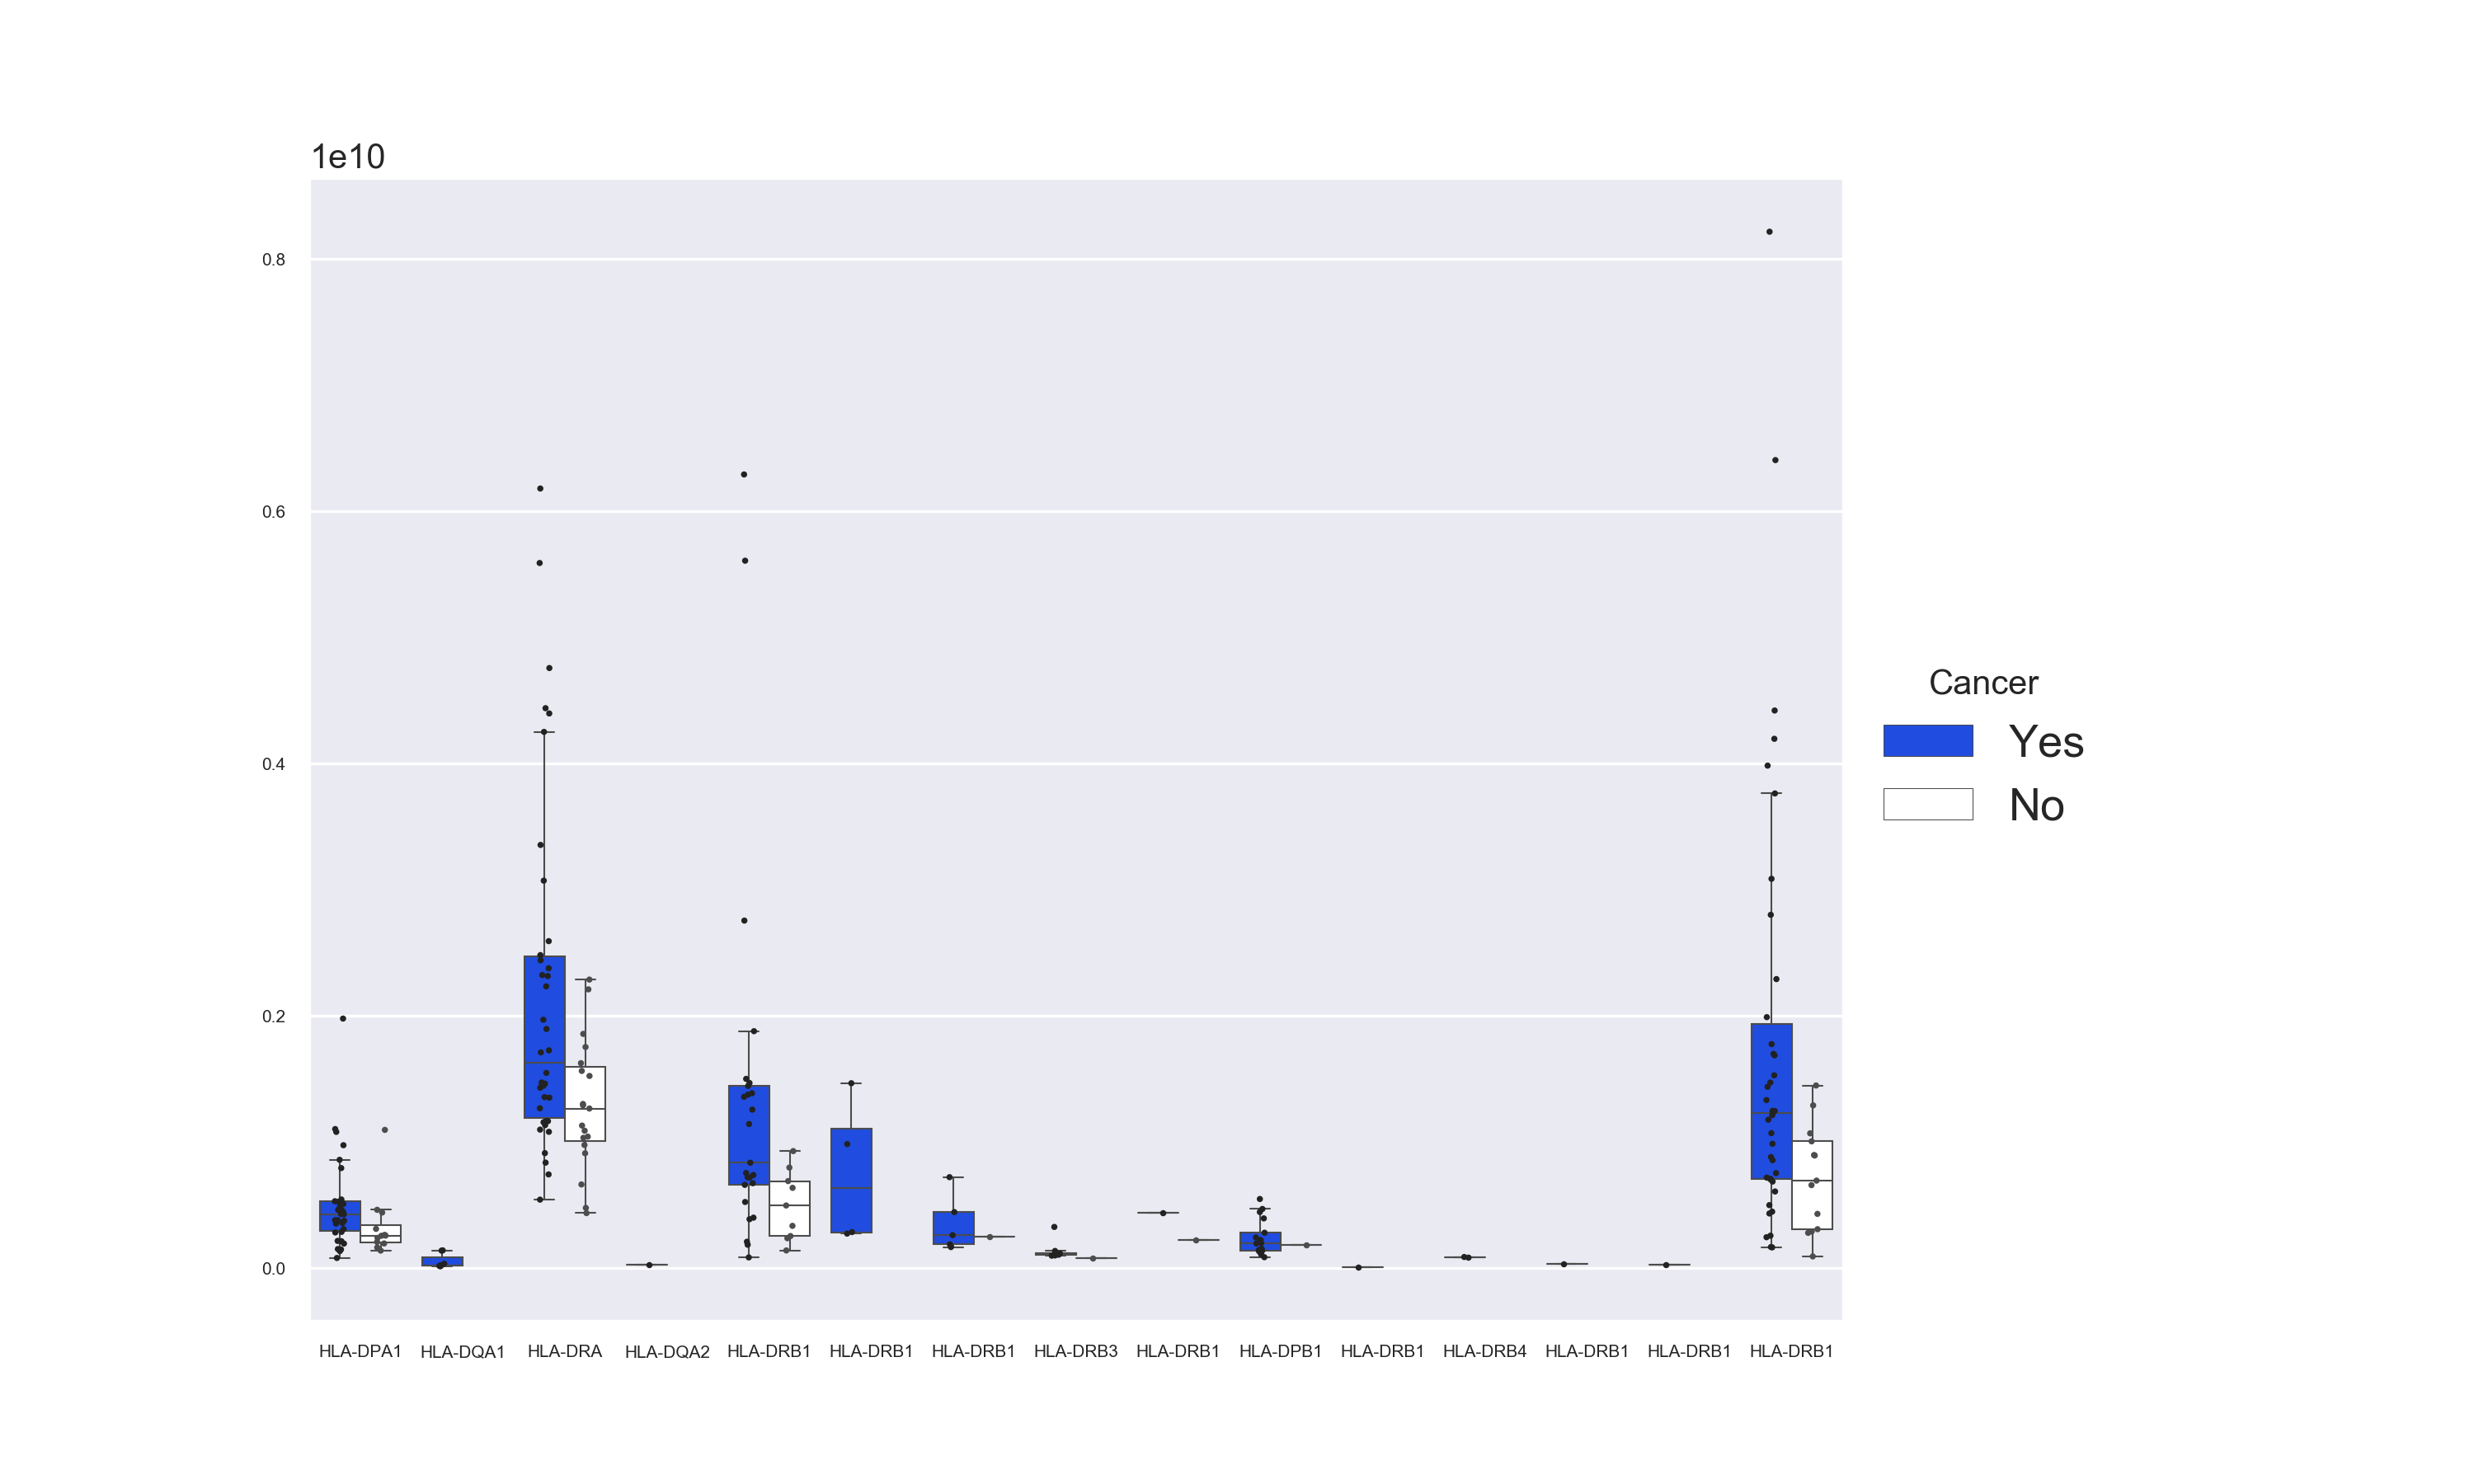 1e10
0.8
0.6
0.4
0.2
0.0
HLA-DPA1 HLA-DQA1 HLA-DRA HLA-DQA2 HLA-DRB1 HLA-DRB1 HLA-DRB1 HLA-DRB3 HLA-DRB1 HLA-DPB1 HLA-DRB1 HLA-DRB4 HLA-DRB1 HLA-DRB1 HLA-DRB1
Cancer
Yes
No